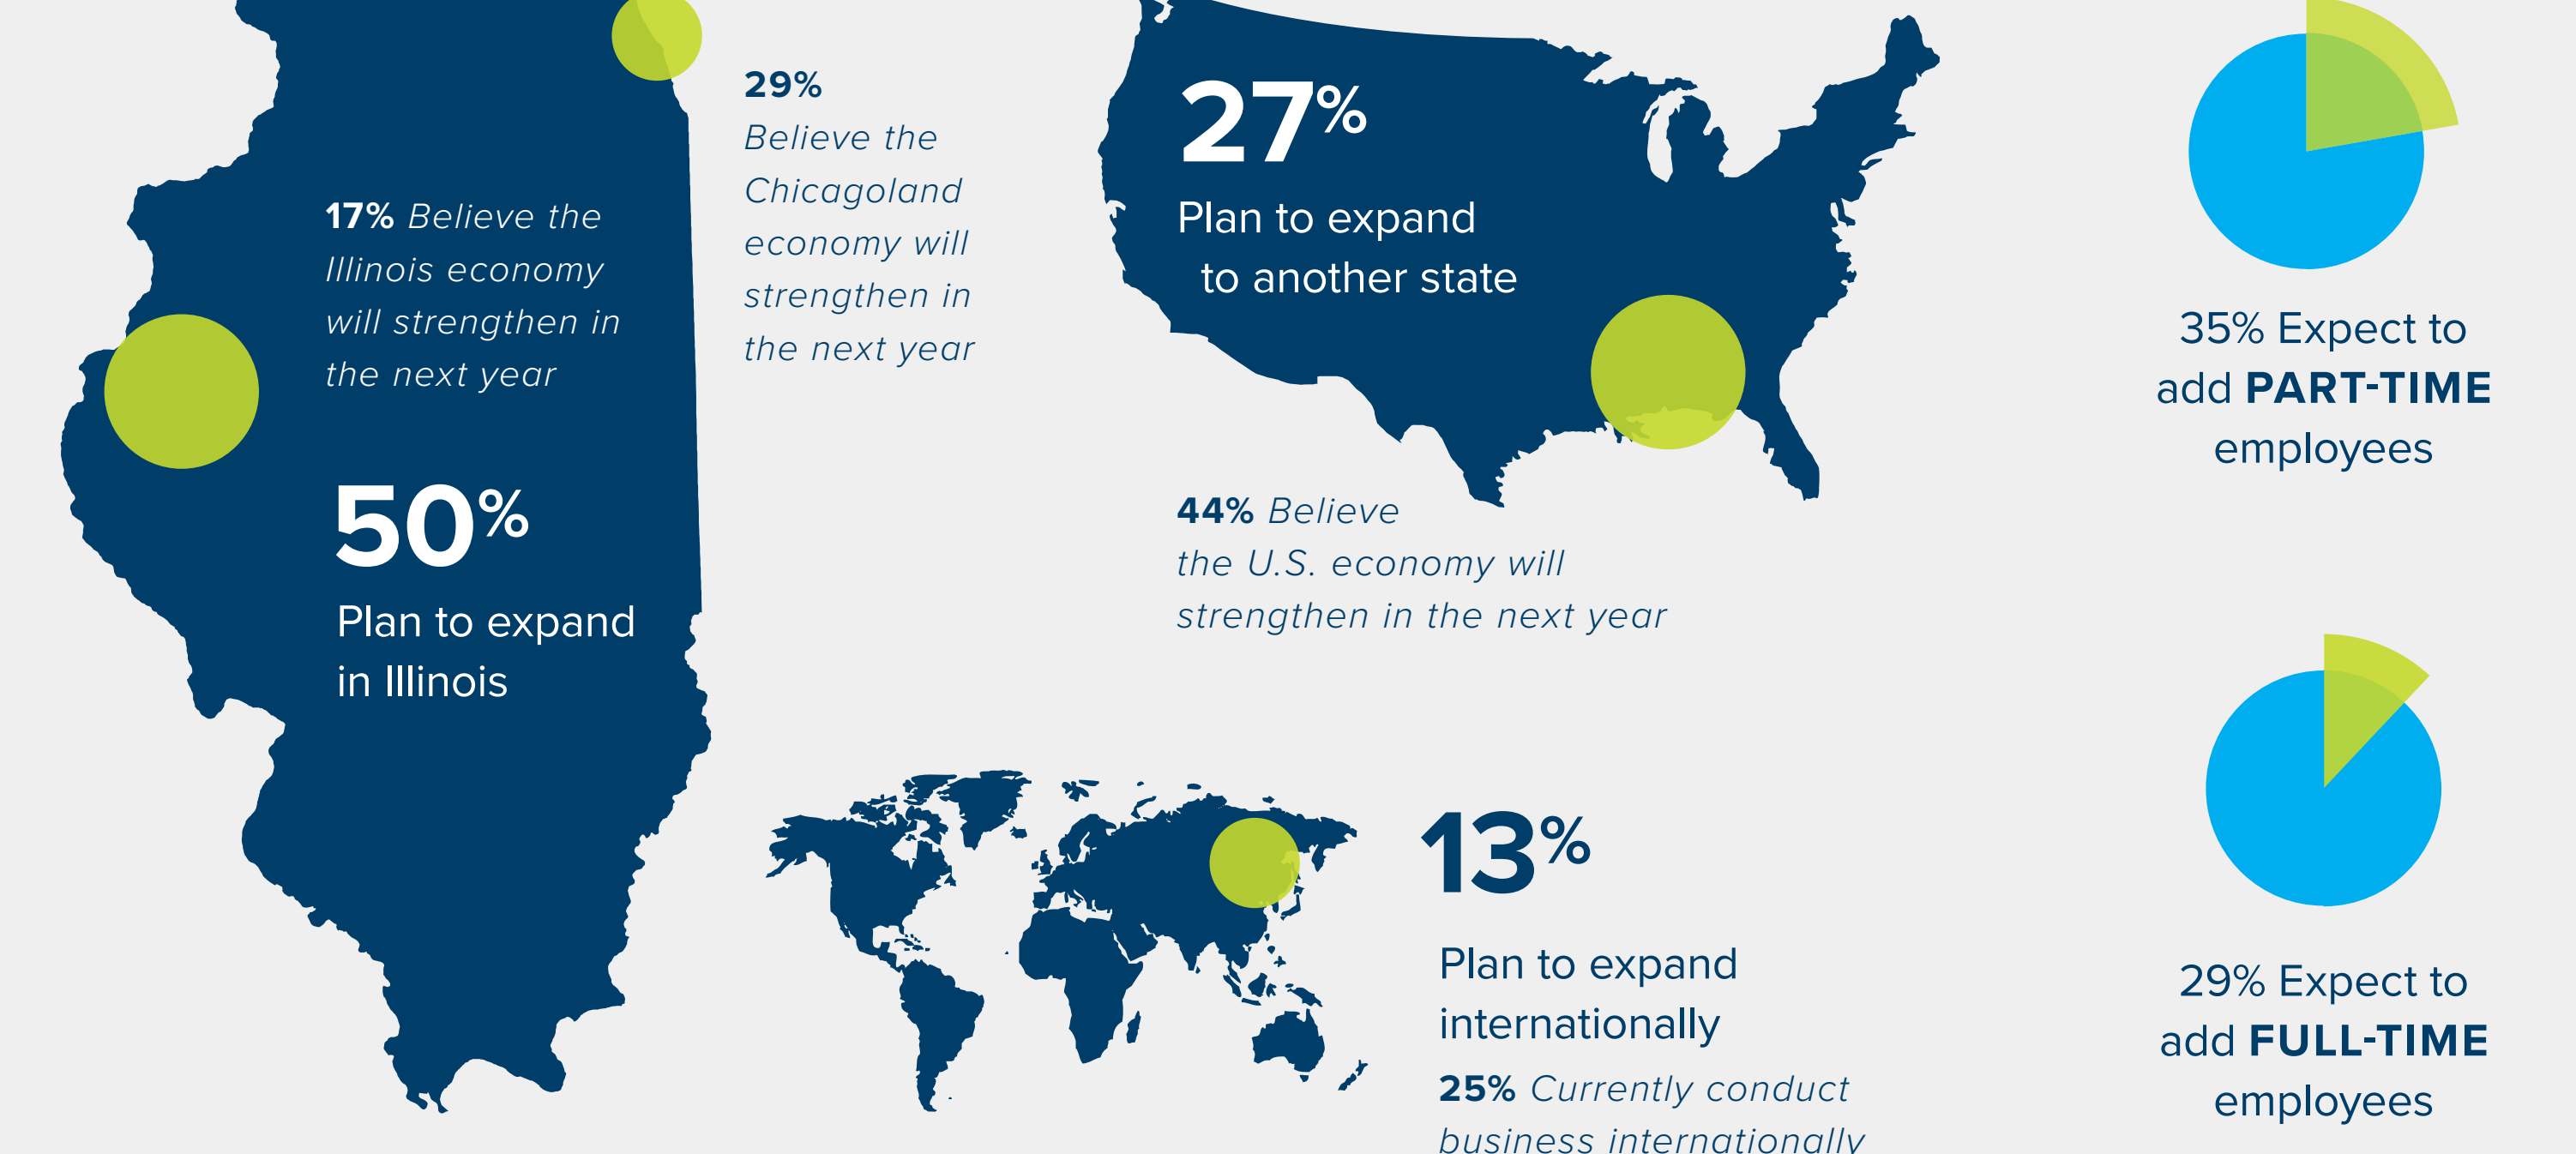 29%
Believe the
Chicagoland
economy will
strengthen in
the next year
17% Believe the
Illinois economy
will strengthen in
the next year
50%
Plan to expand
in Illinois
27%
Plan to expand
to another state
44% Believe
the U.S. economy will
strengthen in the next year
13%
Plan to expand
internationally
25% Currently conduct
business internationally
35% Expect to
add PART-TIME
employees
29% Expect to
add FULL-TIME
employees